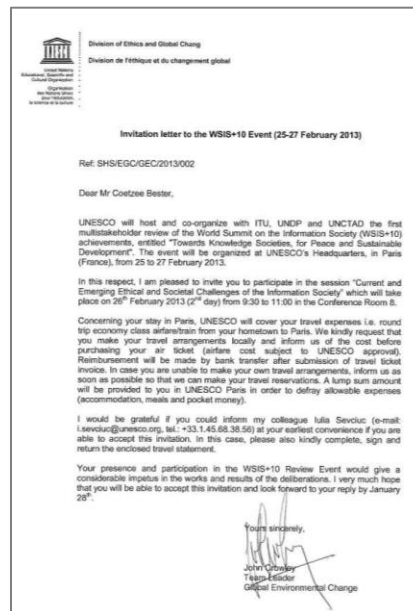 Division of Ethics and Global Chang
Division de l'éthique et du changement global
United Nations
Educational, Scientific and
Cultural Organization
Organisation
des Nations Unies
pour l'éducation,
la science et la culture
Invitation letter to the WSIS+10 Event (25-27 February 2013)
Ref: SHS/EGC/GEC/2013/002
Dear Mr Coetzee Bester,
UNESCO will host and co-organize with ITU, UNDP and UNCTAD the first
multistakeholder review of the World Summit on the Information Society (WSIS+10)
achievements, entitled "Towards Knowledge Societies, for Peace and Sustainable
Development". The event will be organized at UNESCO's Headquarters, in Paris
(France), from 25 to 27 February 2013.
In this respect, I am pleased to invite you to participate in the session "Current and
Emerging Ethical and Societal Challenges of the Information Society" which will take
place on 26th February 2013 (2nd day) from 9:30 to 11:00 in the Conference Room 8.
Concerning your stay in Paris, UNESCO will cover your travel expenses i.e. round
trip economy class airfare/train from your hometown to Paris. We kindly request that
you make your travel arrangements locally and inform us of the cost before
purchasing your air ticket (airfare cost subject to UNESCO approval).
Reimbursement will be made by bank transfer after submission of travel ticket
invoice. In case you are unable to make your own travel arrangements, inform us as
soon as possible so that we can make your travel reservations. A lump sum amount
will be provided to you in UNESCO Paris in order to defray allowable expenses
(accommodation, meals and pocket money).
I would be grateful if you could inform my colleague Iulia Sevciuc (e-mail:
i.sevciuc@unesco.org, tel.: +33.1.45.68.38.56) at your earliest convenience if you are
able to accept this invitation. In this case, please also kindly complete, sign and
return the enclosed travel statement.
Your presence and participation in the WSIS+10 Review Event would give a
considerable impetus in the works and results of the deliberations. I very much hope
that you will be able to accept this invitation and look forward to your reply by January
28th.
Yours sincerely,
John Crowley
Team Leader
Global Environmental Change